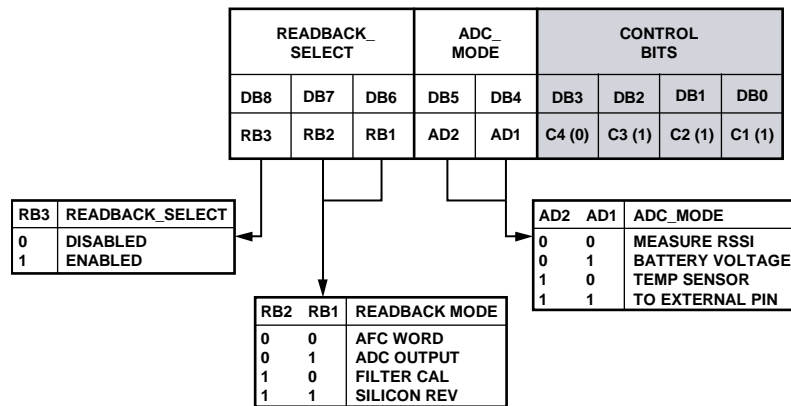 READBACK_
SELECT
ADC_
MODE
CONTROL
BITS
DB8 DB7 DB6 DB5 DB4 DB3 DB2 DB1 DB0
RB3 RB2 RB1 AD2 AD1 C4 (0) C3 (1) C2 (1) C1 (1)
RB3 READBACK_SELECT
0 DISABLED
1 ENABLED
AD2 AD1 ADC_MODE
0 0 MEASURE RSSI
0 1 BATTERY VOLTAGE
1 0 TEMP SENSOR
1 1 TO EXTERNAL PIN
RB2 RB1 READBACK MODE
0 0 AFC WORD
0 1 ADC OUTPUT
1 0 FILTER CAL
1 1 SILICON REV